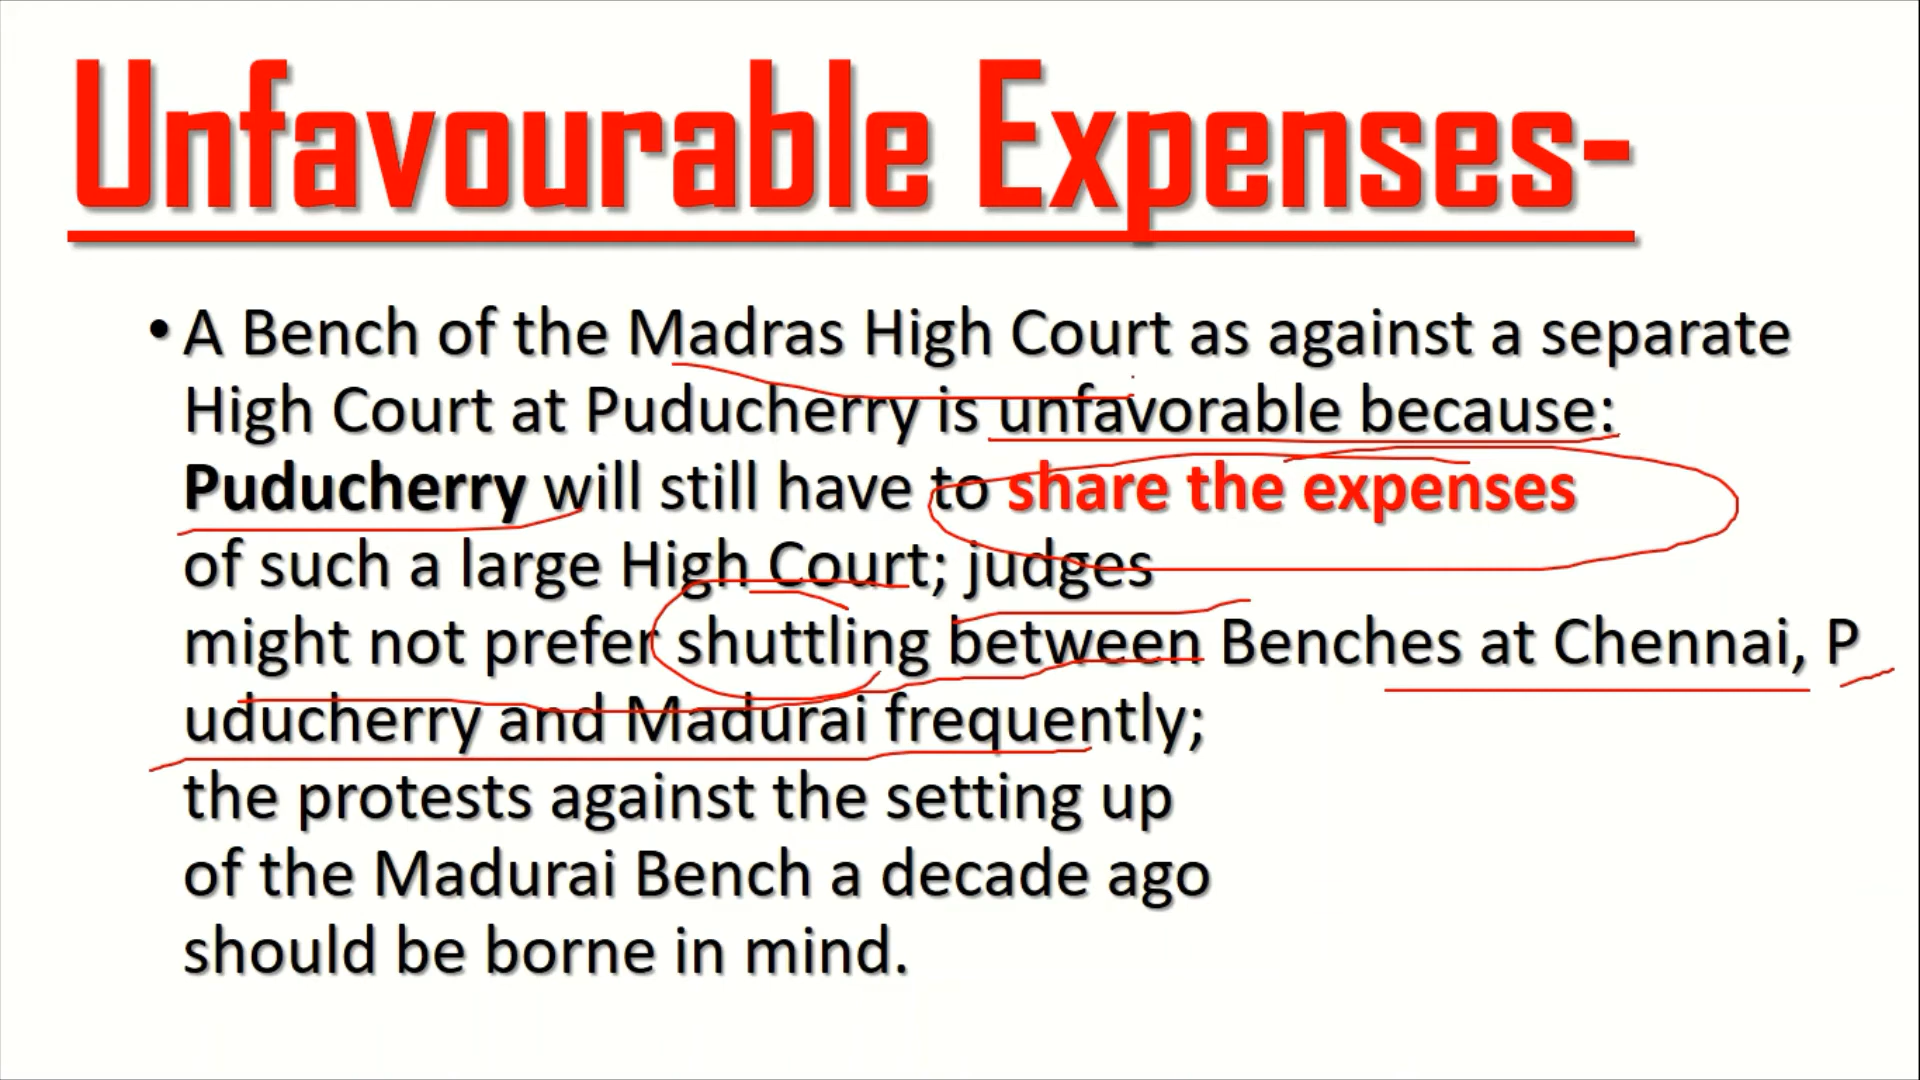 Unfavourable Expenses-
• A Bench of the Madras High Court as against a separate
High Court at Puducherry is unfavorable because:
Puducherry will still have to share the expenses
of such a large High Court; judges
might not prefer shuttling between Benches at Chennai, P
uducherry and Madurai frequently;
the protests against the setting up
of the Madurai Bench a decade ago
should be borne in mind.